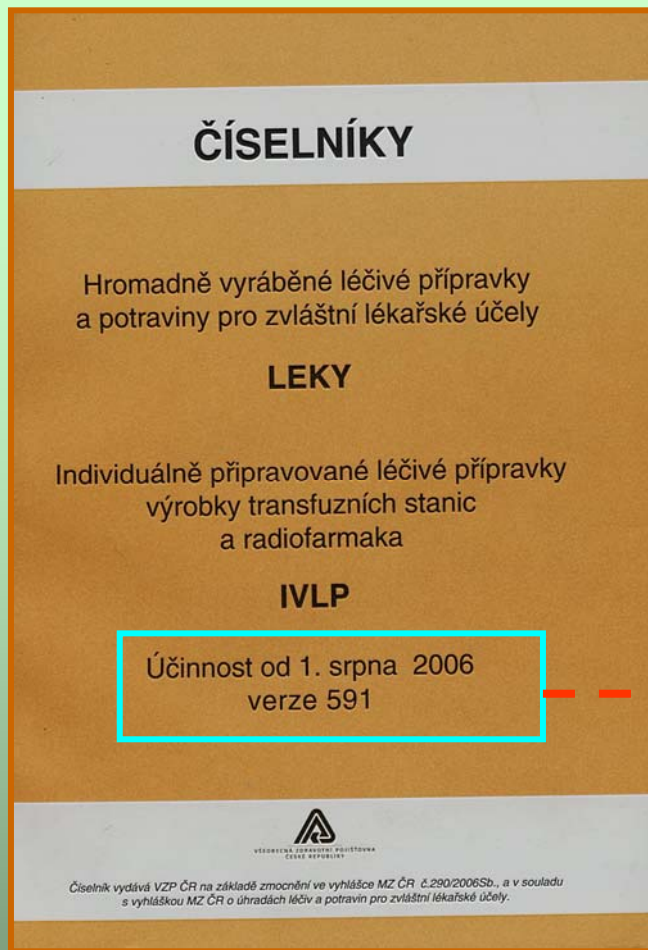 ČÍSELNÍKY
Hromadně vyráběné léčivé přípravky
a potraviny pro zvláštní lékařské účely
LEKY
Individuálně připravované léčivé přípravky
výrobky transfuzních stanic
a radiofarmaka
IVLP
Účinnost od 1. srpna 2006
verze 591
VŠEOBECNÁ ZDRAVOTNÍ POJIŠŤOVNA
ČESKÉ REPUBLIKY
Číselník vydává VZP ČR na základě zmocnění ve vyhlášce MZ ČR č.290/2006Sb., a v souladu
s vyhláškou MZ ČR o úhradách léčiv a potravin pro zvláštní lékařské účely.